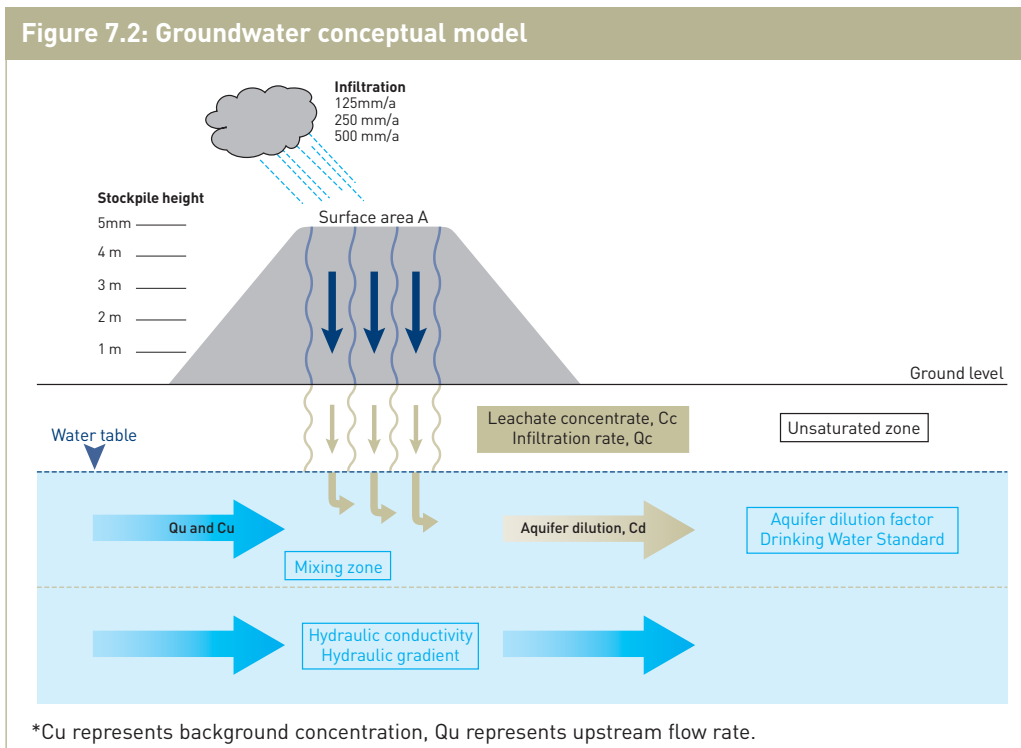 Figure 7.2: Groundwater conceptual model
Infiltration
125mm/a
250 mm/a
500 mm/a
Stockpile height
5mm
4 m
3 m
2 m
1 m
Surface area A
Ground level
Leachate concentrate, Cc
Infiltration rate, Qc
Unsaturated zone
Water table
Qu and Cu
Aquifer dilution, Cd
Aquifer dilution factor
Drinking Water Standard
Mixing zone
Hydraulic conductivity
Hydraulic gradient
*Cu represents background concentration, Qu represents upstream flow rate.